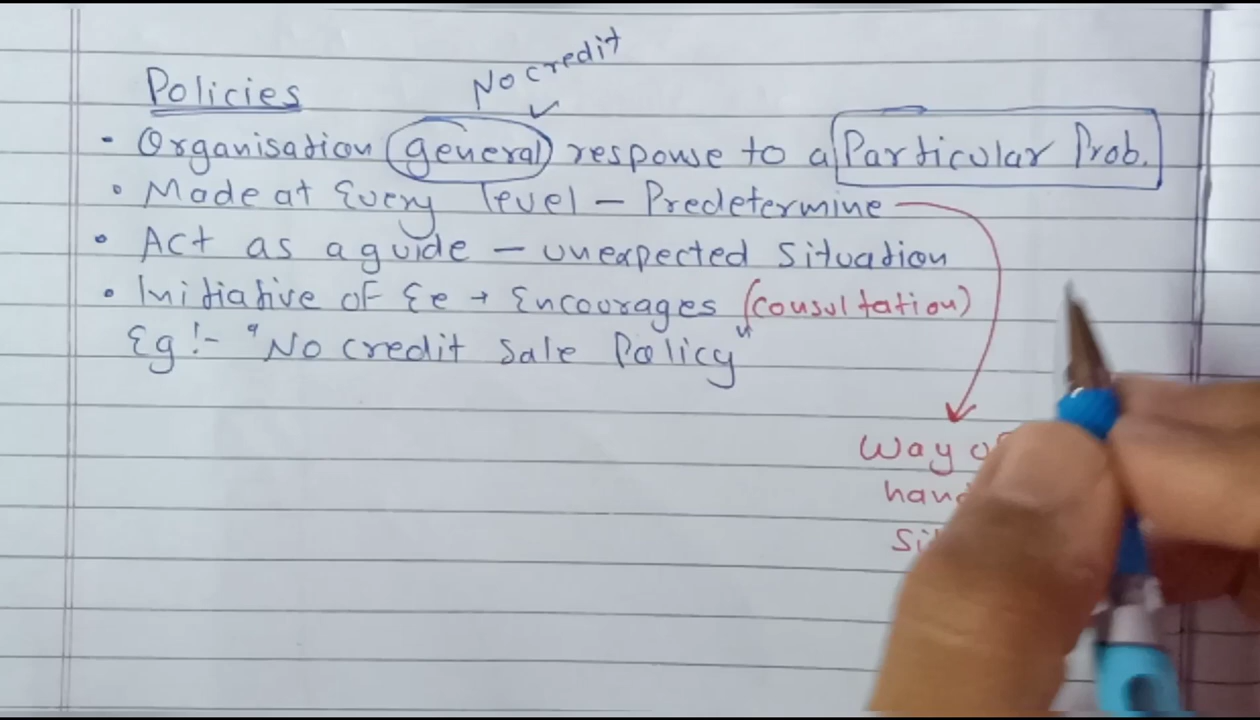 No credit
Policies
• Organisation general response to a Particular Prob.
• Made at Every level – Predetermine
• Act as a guide – unexpected situation
• Initiative of Ee → Encourages (consultation)
Eg:- "No credit Sale Policy"
Way